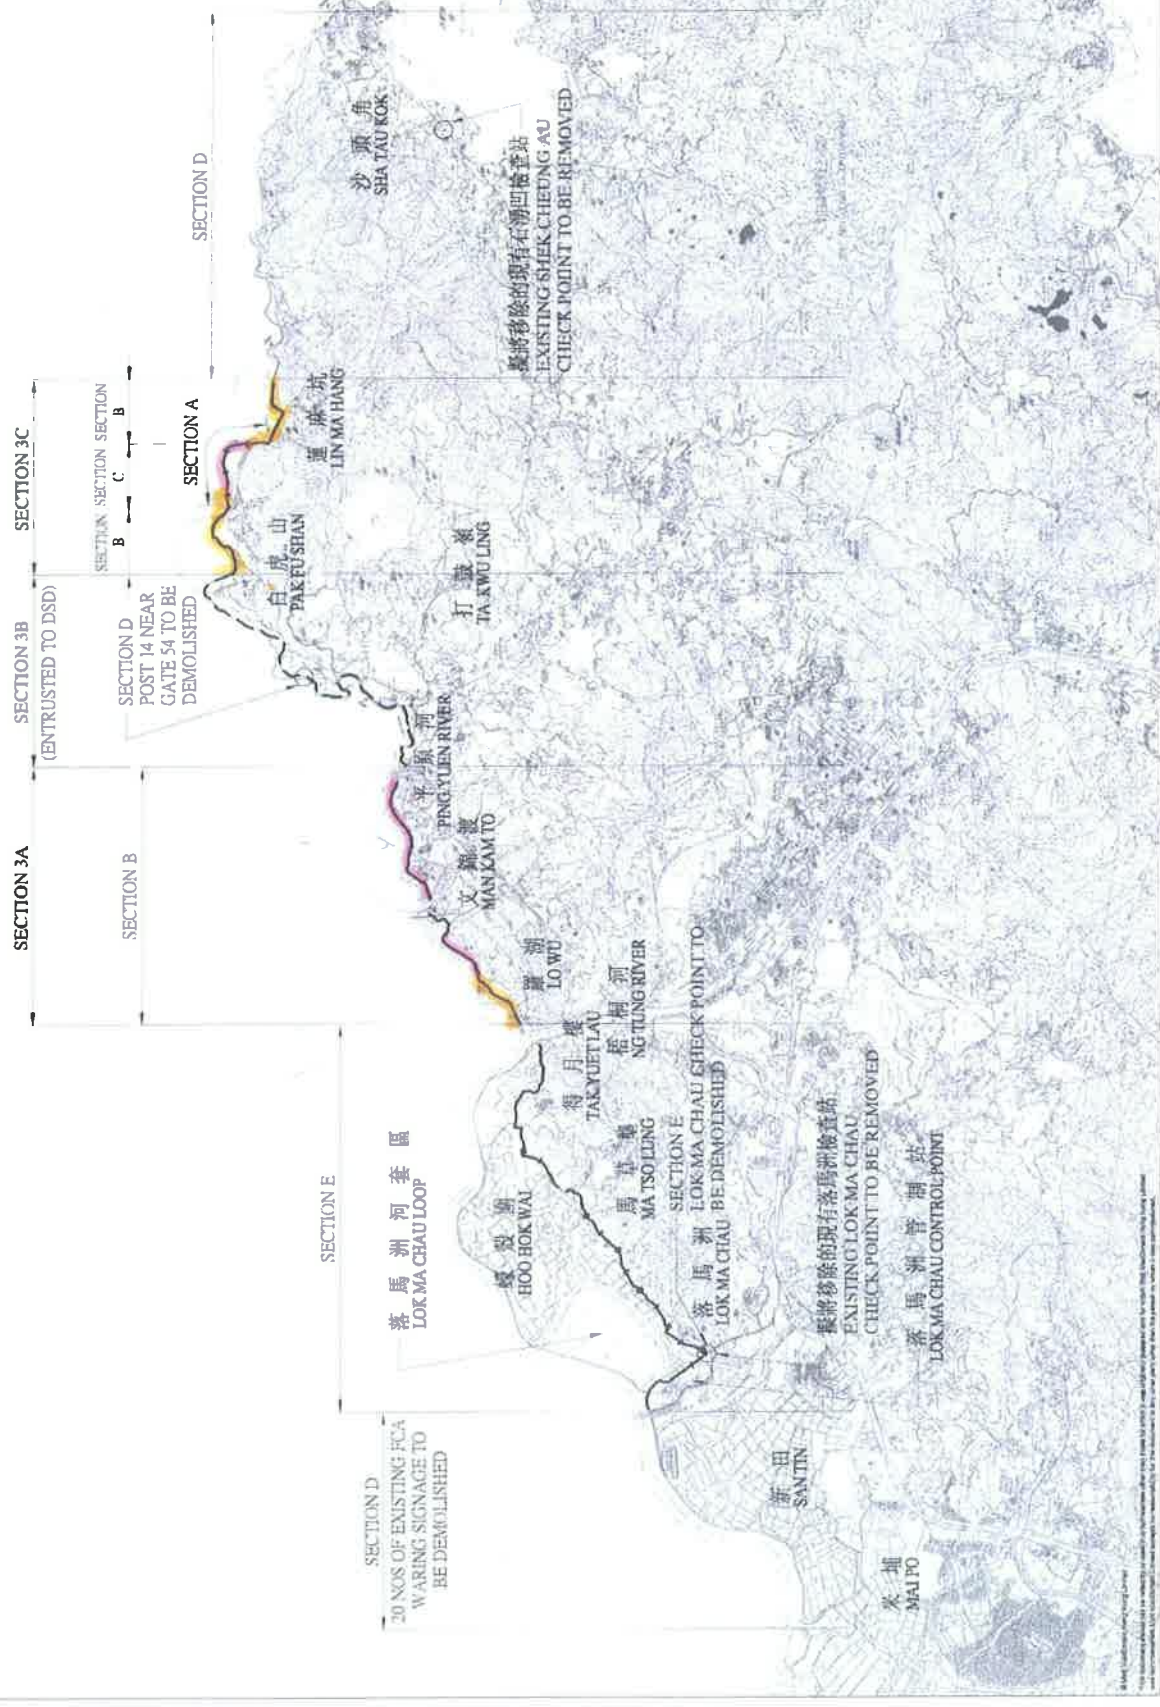 SECTION 3A
SECTION 3B
(ENTRUSTED TO DSD)
SECTION 3C
SECTION B
SECTION D
POST 14 NEAR
GATE 54 TO BE
DEMOLISHED
SECTION
B
SECTION
C
SECTION
B
SECTION A
SECTION D
SECTION E
SECTION D
20 NOS OF EXISTING FCA
WARING SIGNAGE TO
BE DEMOLISHED
落馬洲河套區
LOK MA CHAU LOOP
白虎山
PAK FU SHAN
蓮麻坑
LIN MA HANG
沙頭角
SHA TAU KOK
平原河
PING YUEN RIVER
打鼓嶺
TA KWU LING
文錦渡
MAN KAM TO
擬將移除的現有石涌凹檢查站
EXISTING SHEK CHEUNG AU
CHECK POINT TO BE REMOVED
HOO HOK WAI
羅湖
LO WU
得月樓
TAK YUET LAU
梧桐河
NG TUNG RIVER
馬草壟
MA TSO LUNG
SECTION E
LOK MA CHAU CHECK POINT TO
BE DEMOLISHED
落馬洲
LOK MA CHAU
新田
SAN TIN
擬將移除的現有落馬洲檢查站
EXISTING LOK MA CHAU
CHECK POINT TO BE REMOVED
落馬洲管制站
LOK MA CHAU CONTROL POINT
米埔
MAI PO